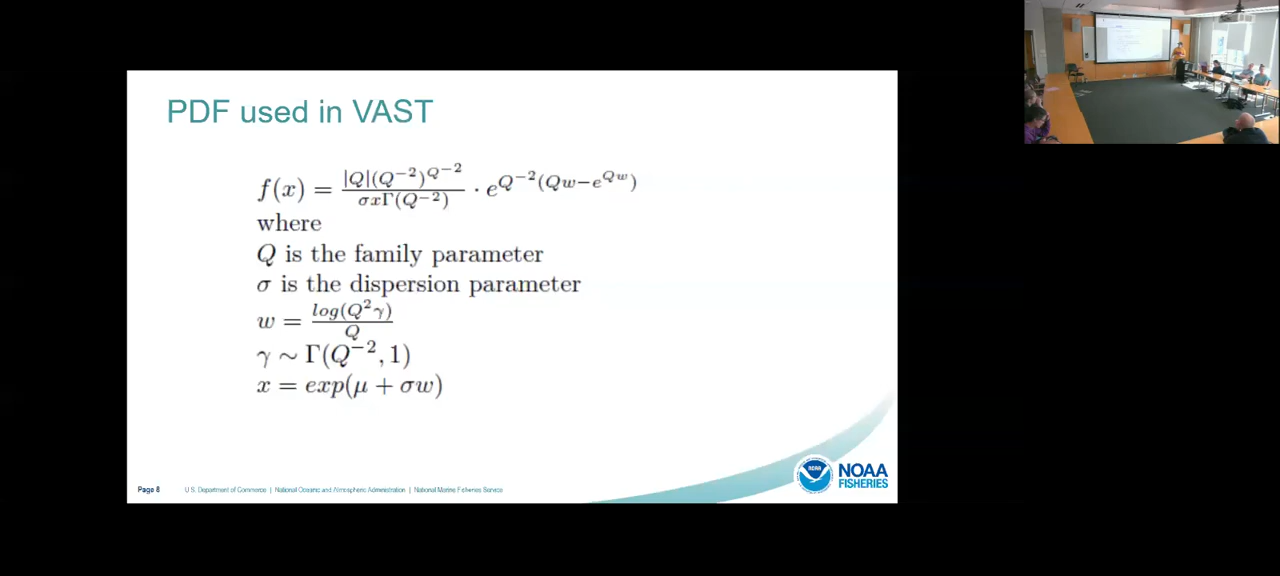 PDF used in VAST
f(x) = |Q|(Q⁻²)^(Q⁻²) / σxΓ(Q⁻²) · e^(Q⁻²(Qw−e^(Qw)))
where
Q is the family parameter
σ is the dispersion parameter
w = log(Q²γ) / Q
γ ∼ Γ(Q⁻², 1)
x = exp(μ + σw)
NOAA
NOAA
FISHERIES
Page 8 U.S. Department of Commerce | National Oceanic and Atmospheric Administration | National Marine Fisheries Service